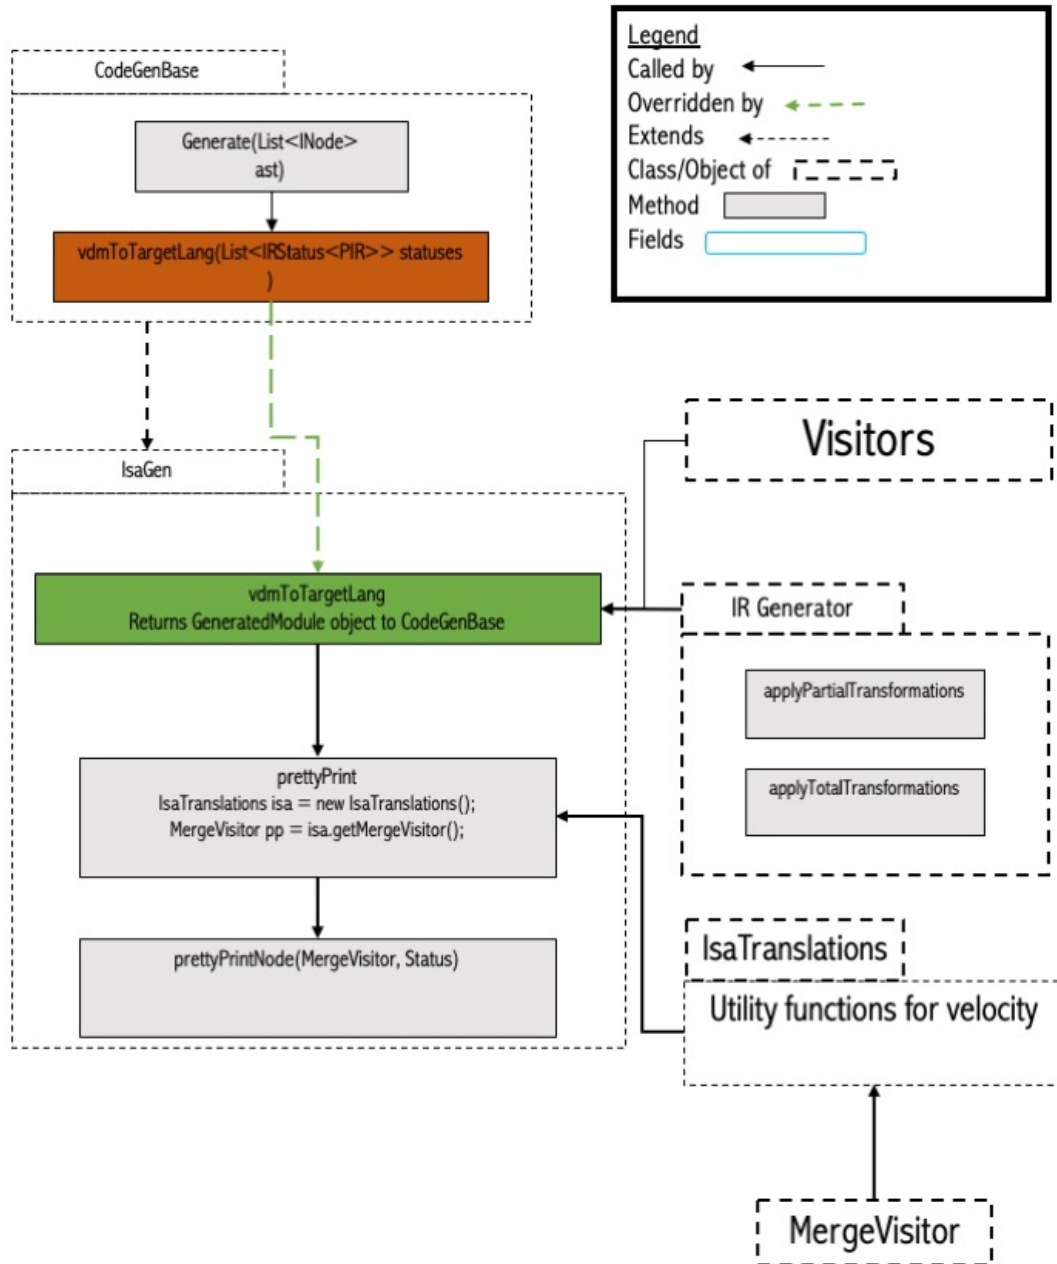 CodeGenBase
Generate(List<INode>
ast)
vdmToTargetLang(List<IRStatus<PIR>> statuses
)
Legend
Called by
Overridden by
Extends
Class/Object of
Method
Fields
IsaGen
vdmToTargetLang
Returns GeneratedModule object to CodeGenBase
prettyPrint
IsaTranslations isa = new IsaTranslations();
MergeVisitor pp = isa.getMergeVisitor();
prettyPrintNode(MergeVisitor, Status)
Visitors
IR Generator
applyPartialTransformations
applyTotalTransformations
IsaTranslations
Utility functions for velocity
MergeVisitor